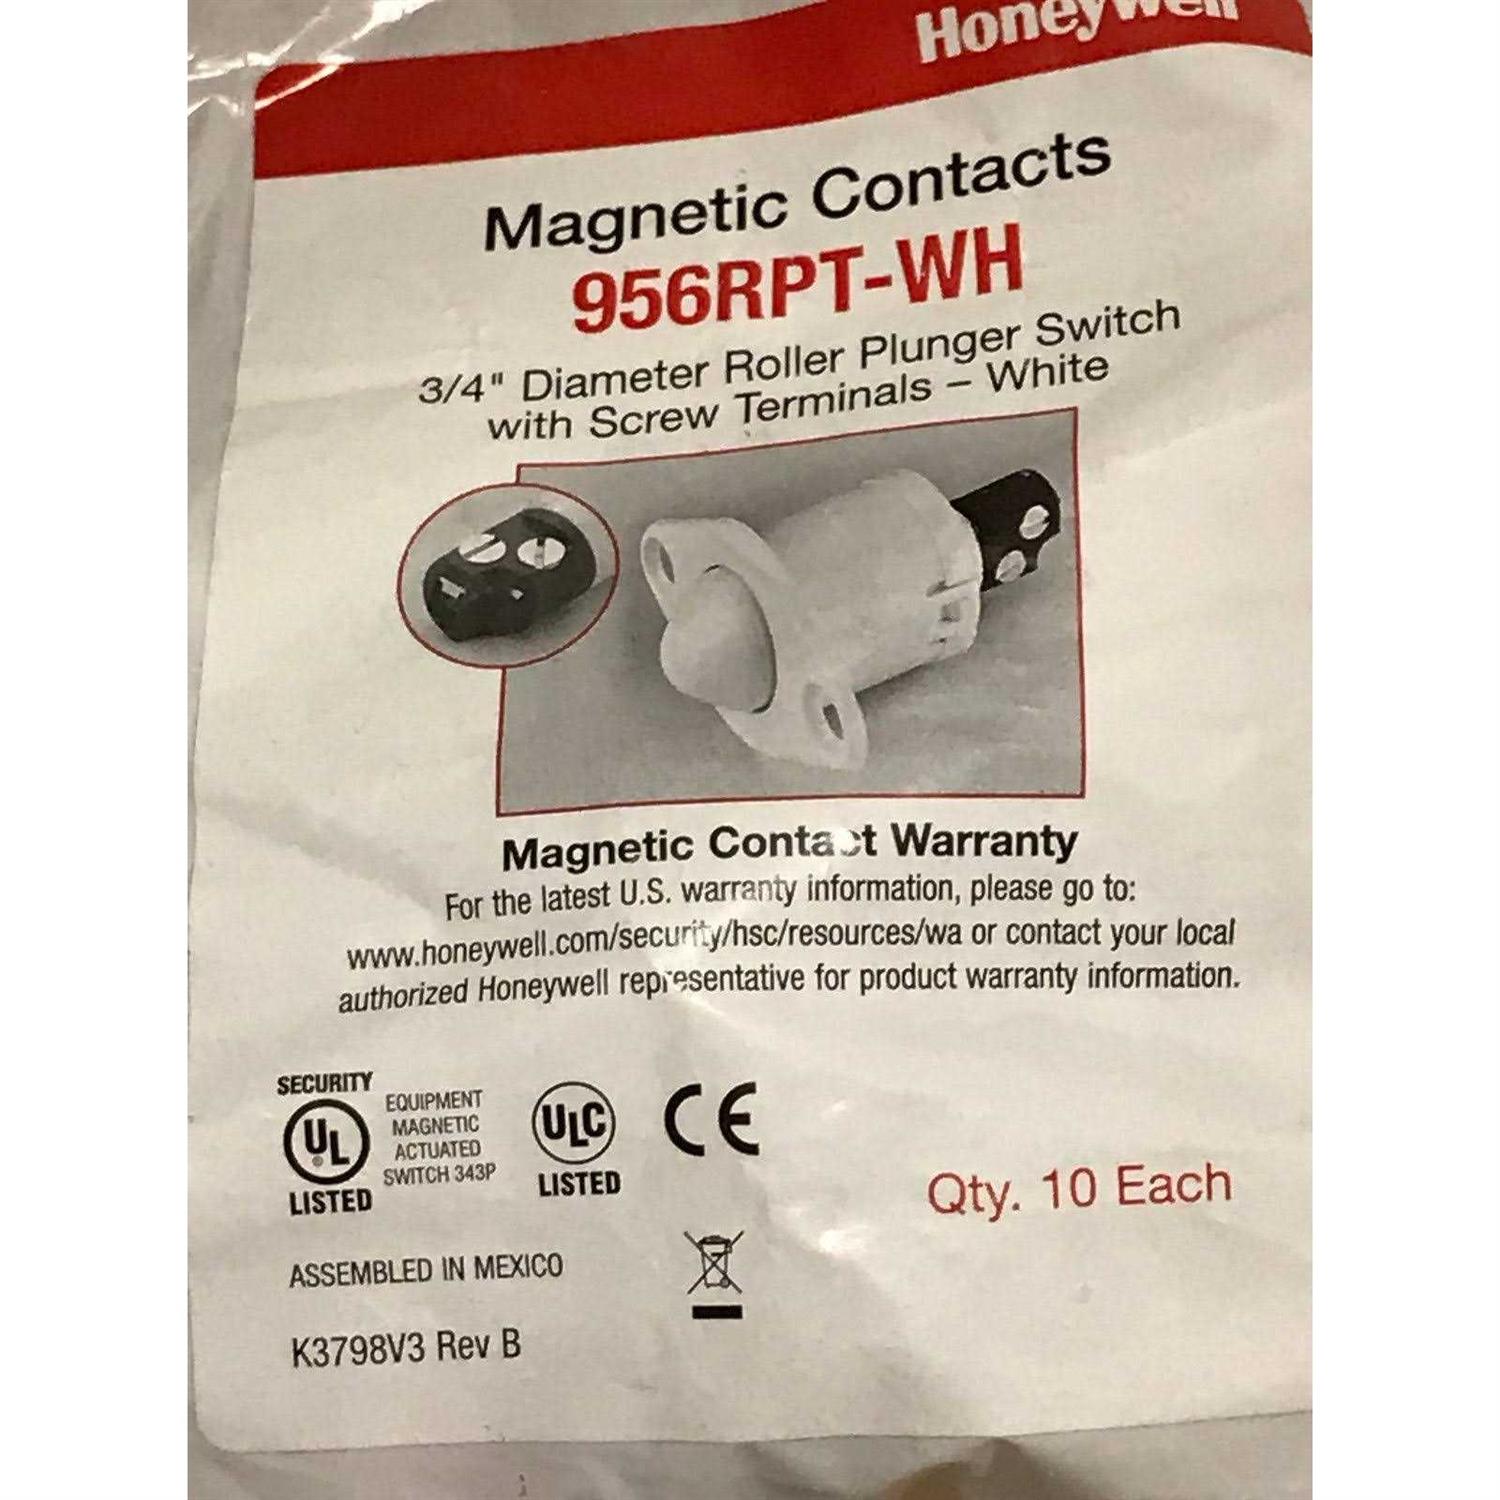 Honeywell
Magnetic Contacts
956RPT-WH
3/4" Diameter Roller Plunger Switch
with Screw Terminals – White
Magnetic Contact Warranty
For the latest U.S. warranty information, please go to:
www.honeywell.com/security/hsc/resources/wa or contact your local
authorized Honeywell representative for product warranty information.
SECURITY
UL
LISTED
EQUIPMENT
MAGNETIC
ACTUATED
SWITCH 343P
ULC
LISTED
CE
Qty. 10 Each
ASSEMBLED IN MEXICO
K3798V3 Rev B